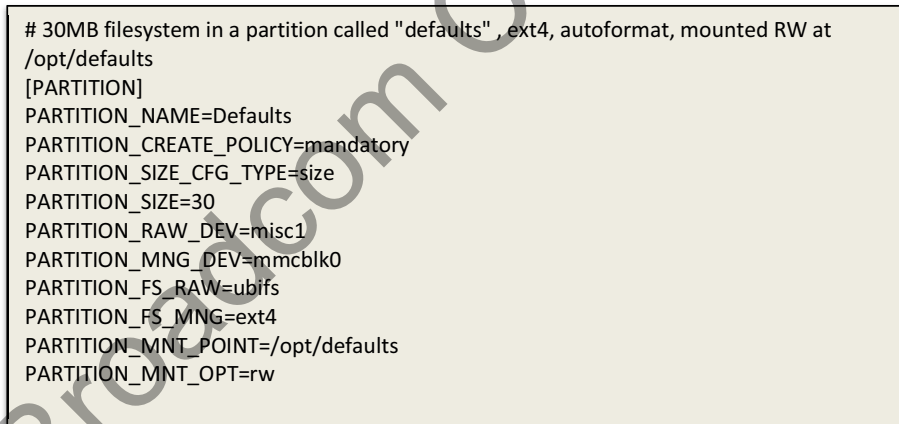 # 30MB filesystem in a partition called "defaults" , ext4, autoformat, mounted RW at
/opt/defaults
[PARTITION]
PARTITION_NAME=Defaults
PARTITION_CREATE_POLICY=mandatory
PARTITION_SIZE_CFG_TYPE=size
PARTITION_SIZE=30
PARTITION_RAW_DEV=misc1
PARTITION_MNG_DEV=mmcblk0
PARTITION_FS_RAW=ubifs
PARTITION_FS_MNG=ext4
PARTITION_MNT_POINT=/opt/defaults
PARTITION_MNT_OPT=rw
Broadcom